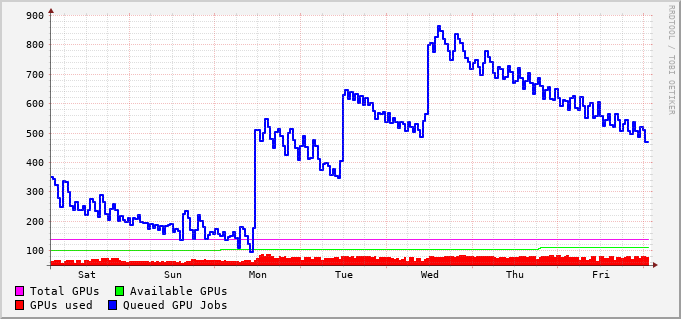 900
800
700
600
500
400
300
200
100
Sat Sun Mon Tue Wed Thu Fri
Total GPUs Available GPUs
GPUs used Queued GPU Jobs
RRDTOOL / TOBI OETIKER